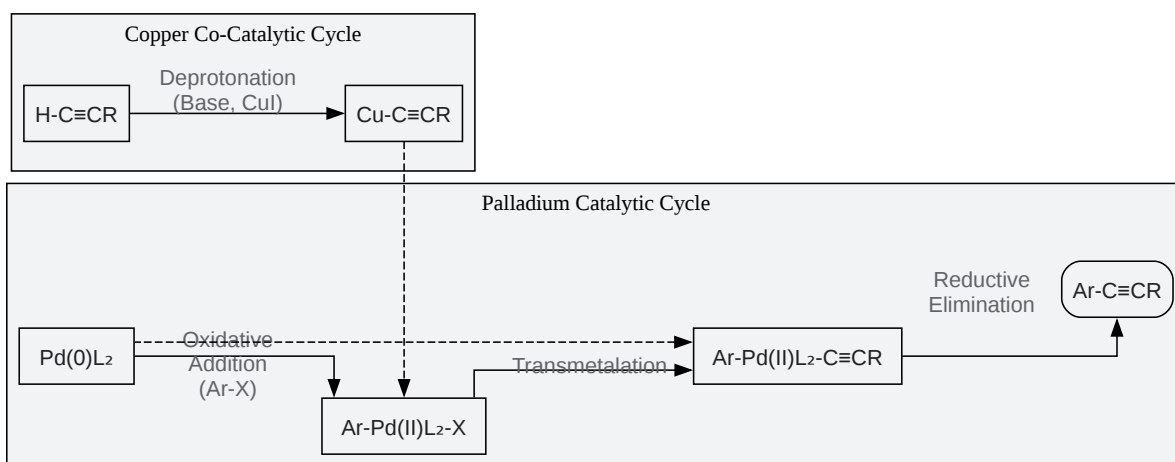 Copper Co-Catalytic Cycle
Deprotonation
(Base, CuI)
H-C≡CR
Cu-C≡CR
Palladium Catalytic Cycle
Reductive
Elimination
Ar-C≡CR
Pd(0)L₂
Oxidative
Addition
(Ar-X)
Transmetalation
Ar-Pd(II)L₂-C≡CR
Ar-Pd(II)L₂-X